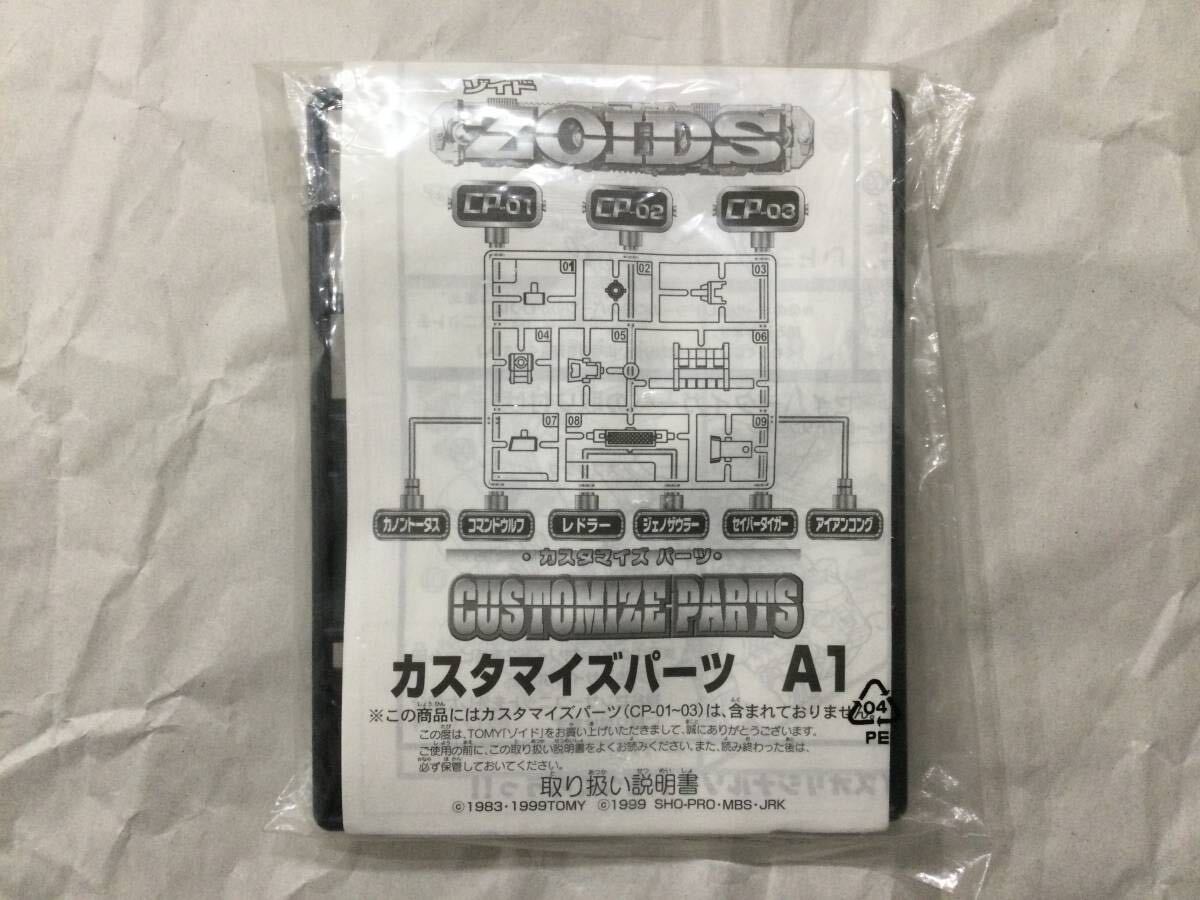 ゾイド
ZOIDS
CP-01 CP-02 CP-03
01 02 03
04 05 06
07 08 09
カノントータス コマンドウルフ レドラー ジェノザウラー セイバータイガー アイアンコング
・カスタマイズ パーツ・
CUSTOMIZE PARTS
カスタマイズパーツ A1
※この商品にはカスタマイズパーツ(CP-01~03)は、含まれておりません。
この度は、TOMY「ゾイド」をお買い上げいただきまして、誠にありがとうございます。
ご使用の前に、この取り扱い説明書をよくお読みください。また、読み終わった後は、
必ず保管しておいてください。
取り扱い説明書
©1983・1999TOMY ©1999 SHO-PRO・MBS・JRK
04
PE